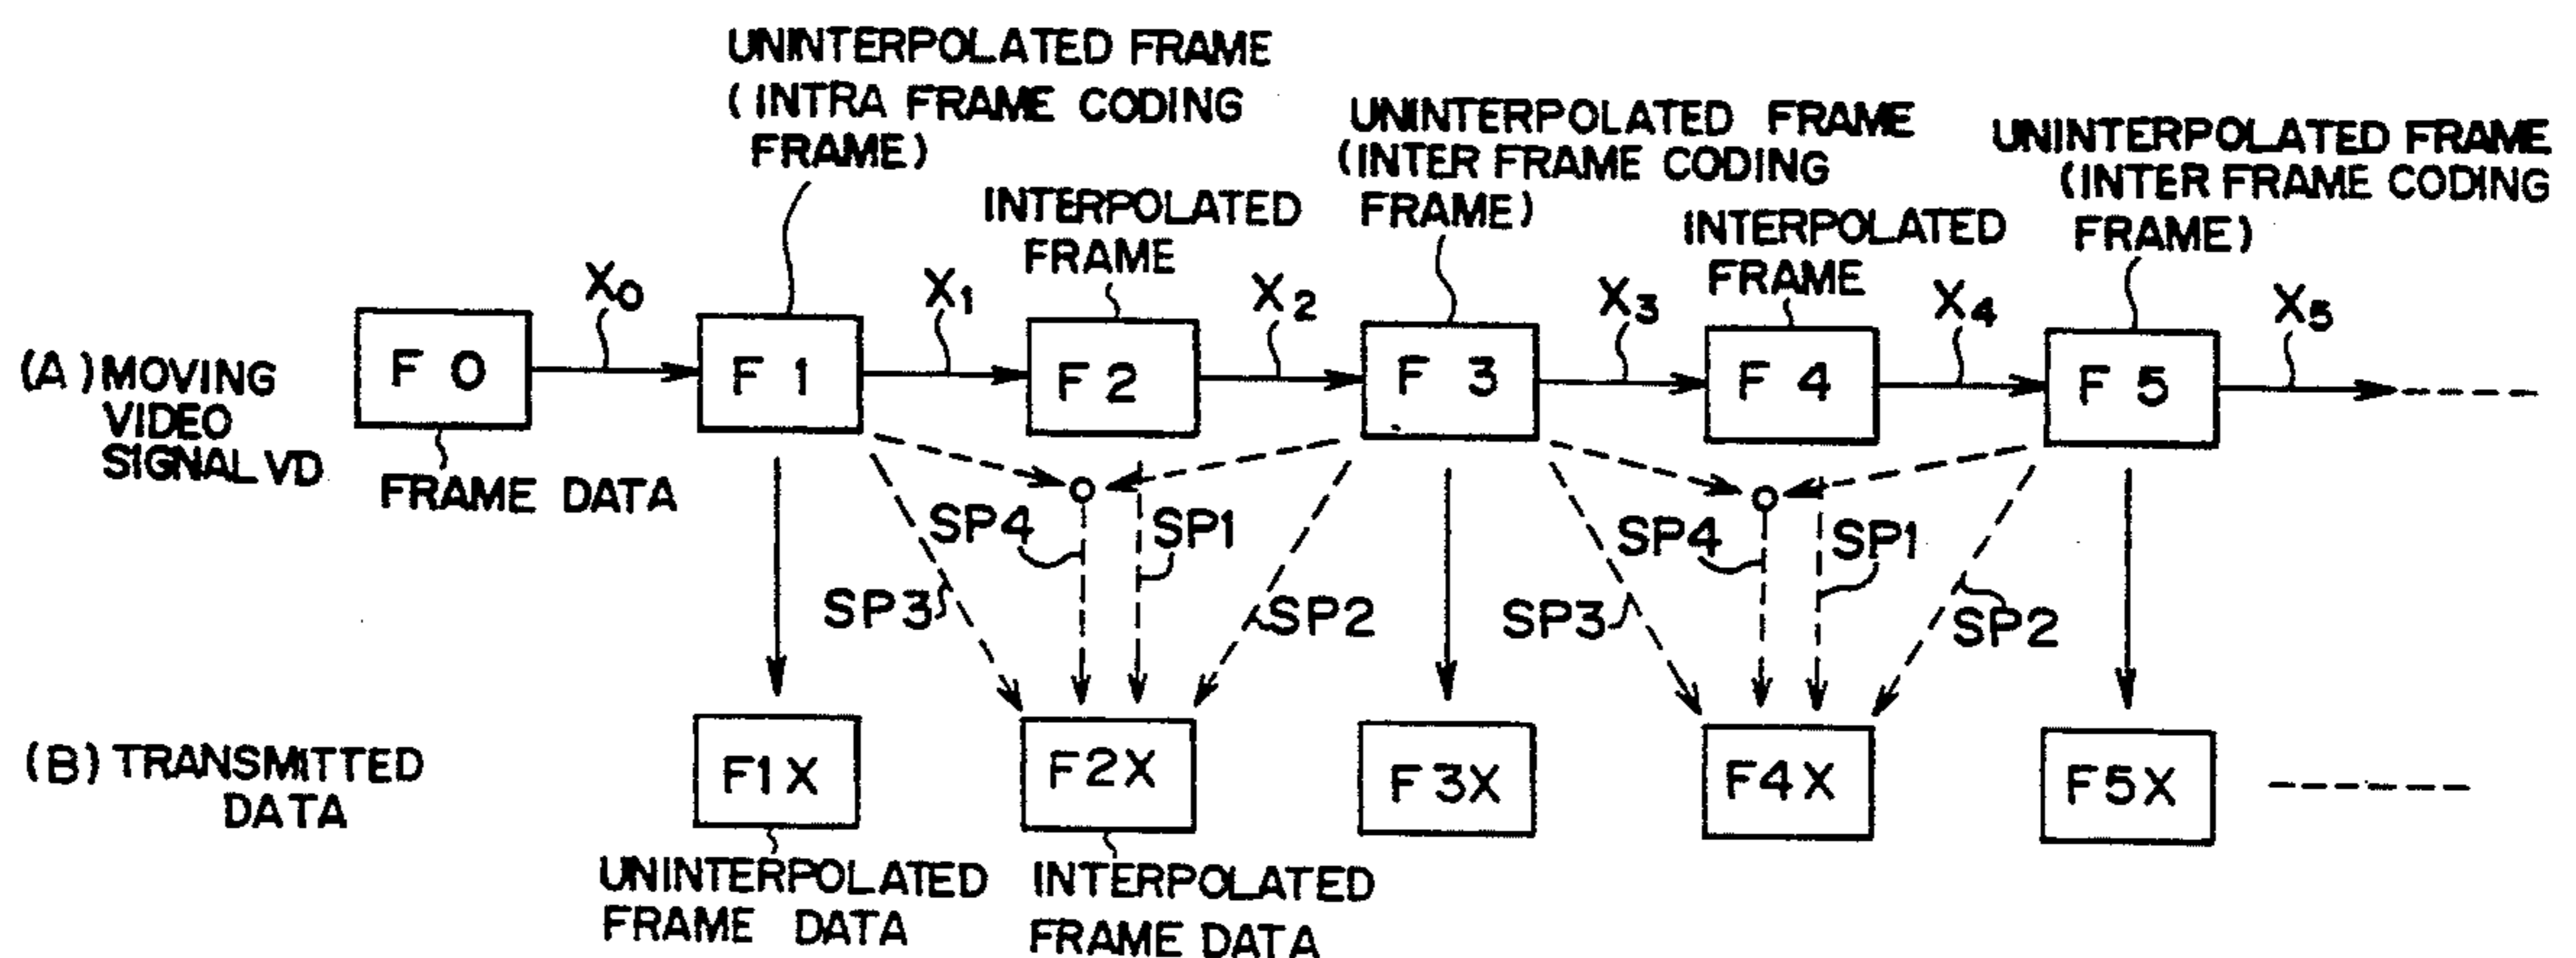 UNINTERPOLATED FRAME
(INTRA FRAME CODING
FRAME)
UNINTERPOLATED FRAME
(INTER FRAME CODING
FRAME)
UNINTERPOLATED FRAME
(INTER FRAME CODING
FRAME)
INTERPOLATED
FRAME
INTERPOLATED
FRAME
X0
X1
X2
X3
X4
X5
(A) MOVING
VIDEO
SIGNAL VD
F 0
F 1
F 2
F 3
F 4
F 5
FRAME DATA
SP4
SP1
SP3
SP2
SP4
SP1
SP3
SP2
(B) TRANSMITTED
DATA
F1X
F2X
F3X
F4X
F5X
UNINTERPOLATED
FRAME DATA
INTERPOLATED
FRAME DATA